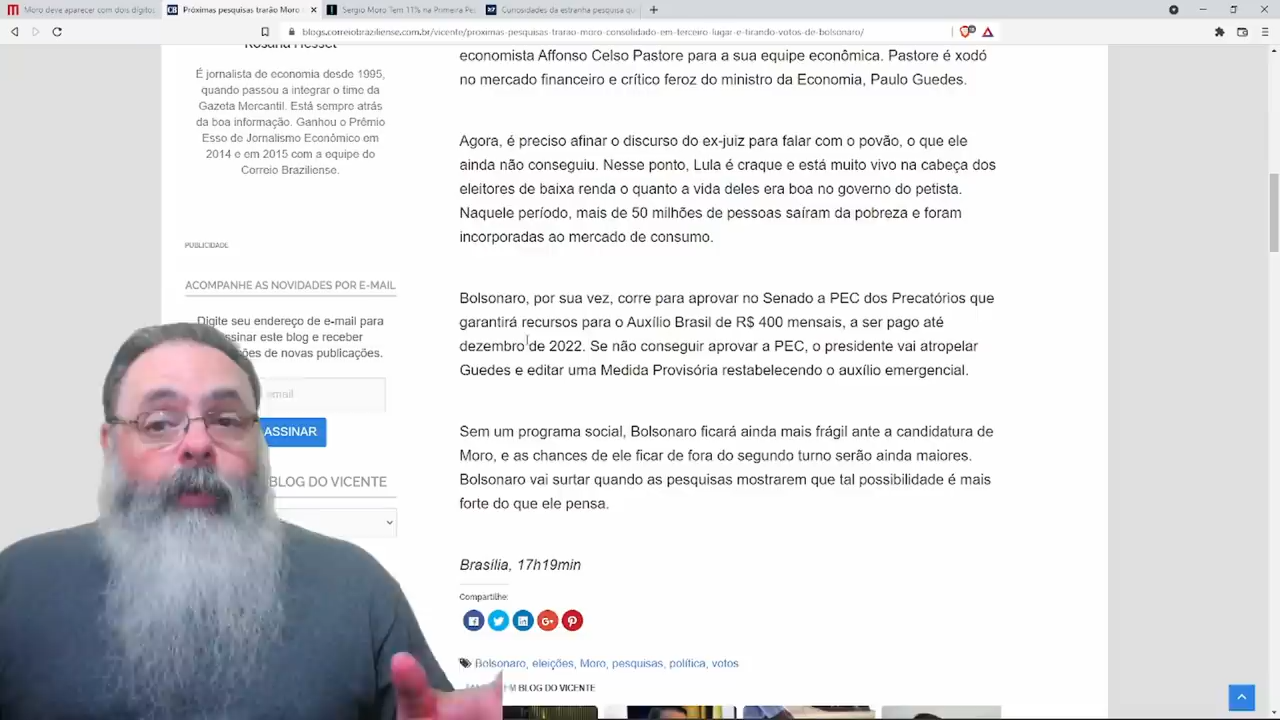 Moro deve aparecer com dois dígitos
Próximas pesquisas trarão Moro
Sergio Moro Tem 11% na Primeira Pe
Curiosidades da estranha pesquisa qu
blogs.correiobraziliense.com.br/vicente/proximas-pesquisas-trarao-moro-consolidado-em-terceiro-lugar-e-tirando-votos-de-bolsonaro/
Rosana Hessel
É jornalista de economia desde 1995,
quando passou a integrar o time da
Gazeta Mercantil. Está sempre atrás
da boa informação. Ganhou o Prêmio
Esso de Jornalismo Econômico em
2014 e em 2015 com a equipe do
Correio Braziliense.
PUBLICIDADE
ACOMPANHE AS NOVIDADES POR E-MAIL
Digite seu endereço de e-mail para
assinar este blog e receber
ções de novas publicações.
email
ASSINAR
BLOG DO VICENTE
economista Affonso Celso Pastore para a sua equipe econômica. Pastore é xodó
no mercado financeiro e crítico feroz do ministro da Economia, Paulo Guedes.
Agora, é preciso afinar o discurso do ex-juiz para falar com o povão, o que ele
ainda não conseguiu. Nesse ponto, Lula é craque e está muito vivo na cabeça dos
eleitores de baixa renda o quanto a vida deles era boa no governo do petista.
Naquele período, mais de 50 milhões de pessoas saíram da pobreza e foram
incorporadas ao mercado de consumo.
Bolsonaro, por sua vez, corre para aprovar no Senado a PEC dos Precatórios que
garantirá recursos para o Auxílio Brasil de R$ 400 mensais, a ser pago até
dezembro de 2022. Se não conseguir aprovar a PEC, o presidente vai atropelar
Guedes e editar uma Medida Provisória restabelecendo o auxílio emergencial.
Sem um programa social, Bolsonaro ficará ainda mais frágil ante a candidatura de
Moro, e as chances de ele ficar de fora do segundo turno serão ainda maiores.
Bolsonaro vai surtar quando as pesquisas mostrarem que tal possibilidade é mais
forte do que ele pensa.
Brasília, 17h19min
Compartilhe:
Bolsonaro, eleições, Moro, pesquisas, política, votos
BLOG DO VICENTE